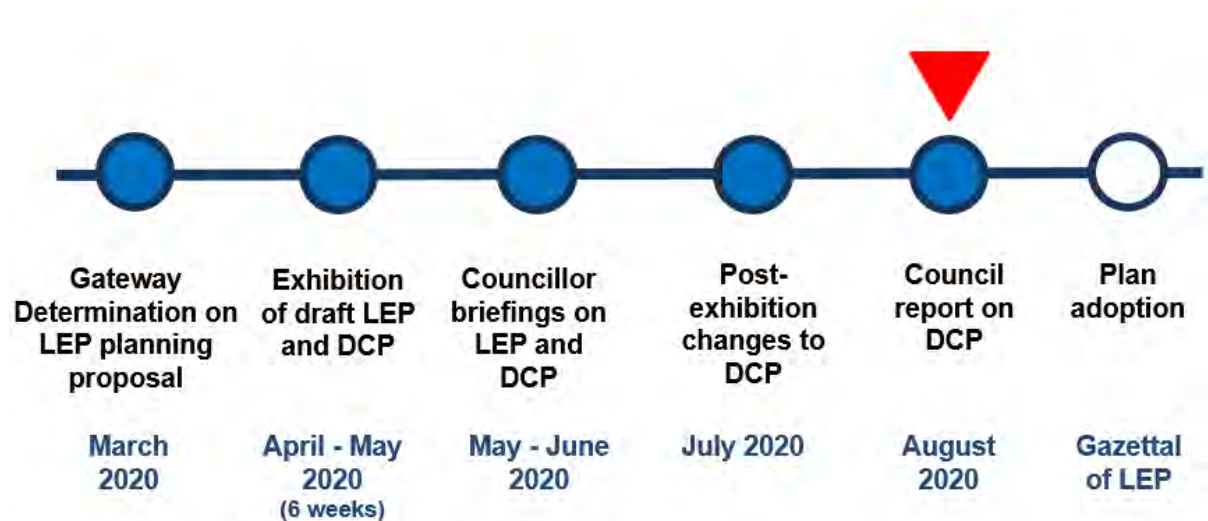 Gateway
Determination on
LEP planning
proposal
March
2020
Exhibition
of draft LEP
and DCP
April - May
2020
(6 weeks)
Councillor
briefings on
LEP and
DCP
May - June
2020
Post-
exhibition
changes to
DCP
July 2020
Council
report on
DCP
August
2020
Plan
adoption
Gazettal
of LEP